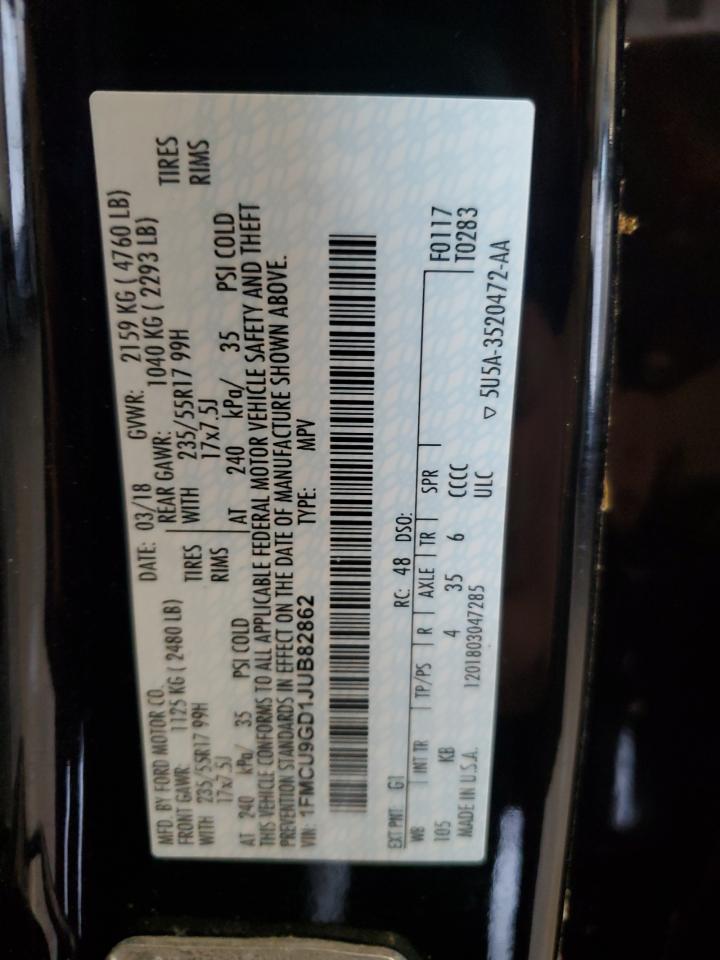 MFD. BY FORD MOTOR CO. DATE: 03/18 GVWR: 2159 KG ( 4760 LB)
FRONT GAWR: 1125 KG ( 2480 LB) REAR GAWR: 1040 KG ( 2293 LB)
WITH 235/55R17 99H TIRES WITH 235/55R17 99H TIRES
17x7.5J RIMS 17x7.5J RIMS
AT 240 kPa/ 35 PSI COLD AT 240 kPa/ 35 PSI COLD
THIS VEHICLE CONFORMS TO ALL APPLICABLE FEDERAL MOTOR VEHICLE SAFETY AND THEFT
PREVENTION STANDARDS IN EFFECT ON THE DATE OF MANUFACTURE SHOWN ABOVE.
VIN: 1FMCU9GD1JUB82862 TYPE: MPV
EXT PNT: G1 RC: 48 DSO: F0117
WB INT TR TP/PS R AXLE TR SPR T0283
105 KB 4 35 6 CCCC
MADE IN U.S.A. 1201803047285 ULC ▽ 5U5A-3520472-AA